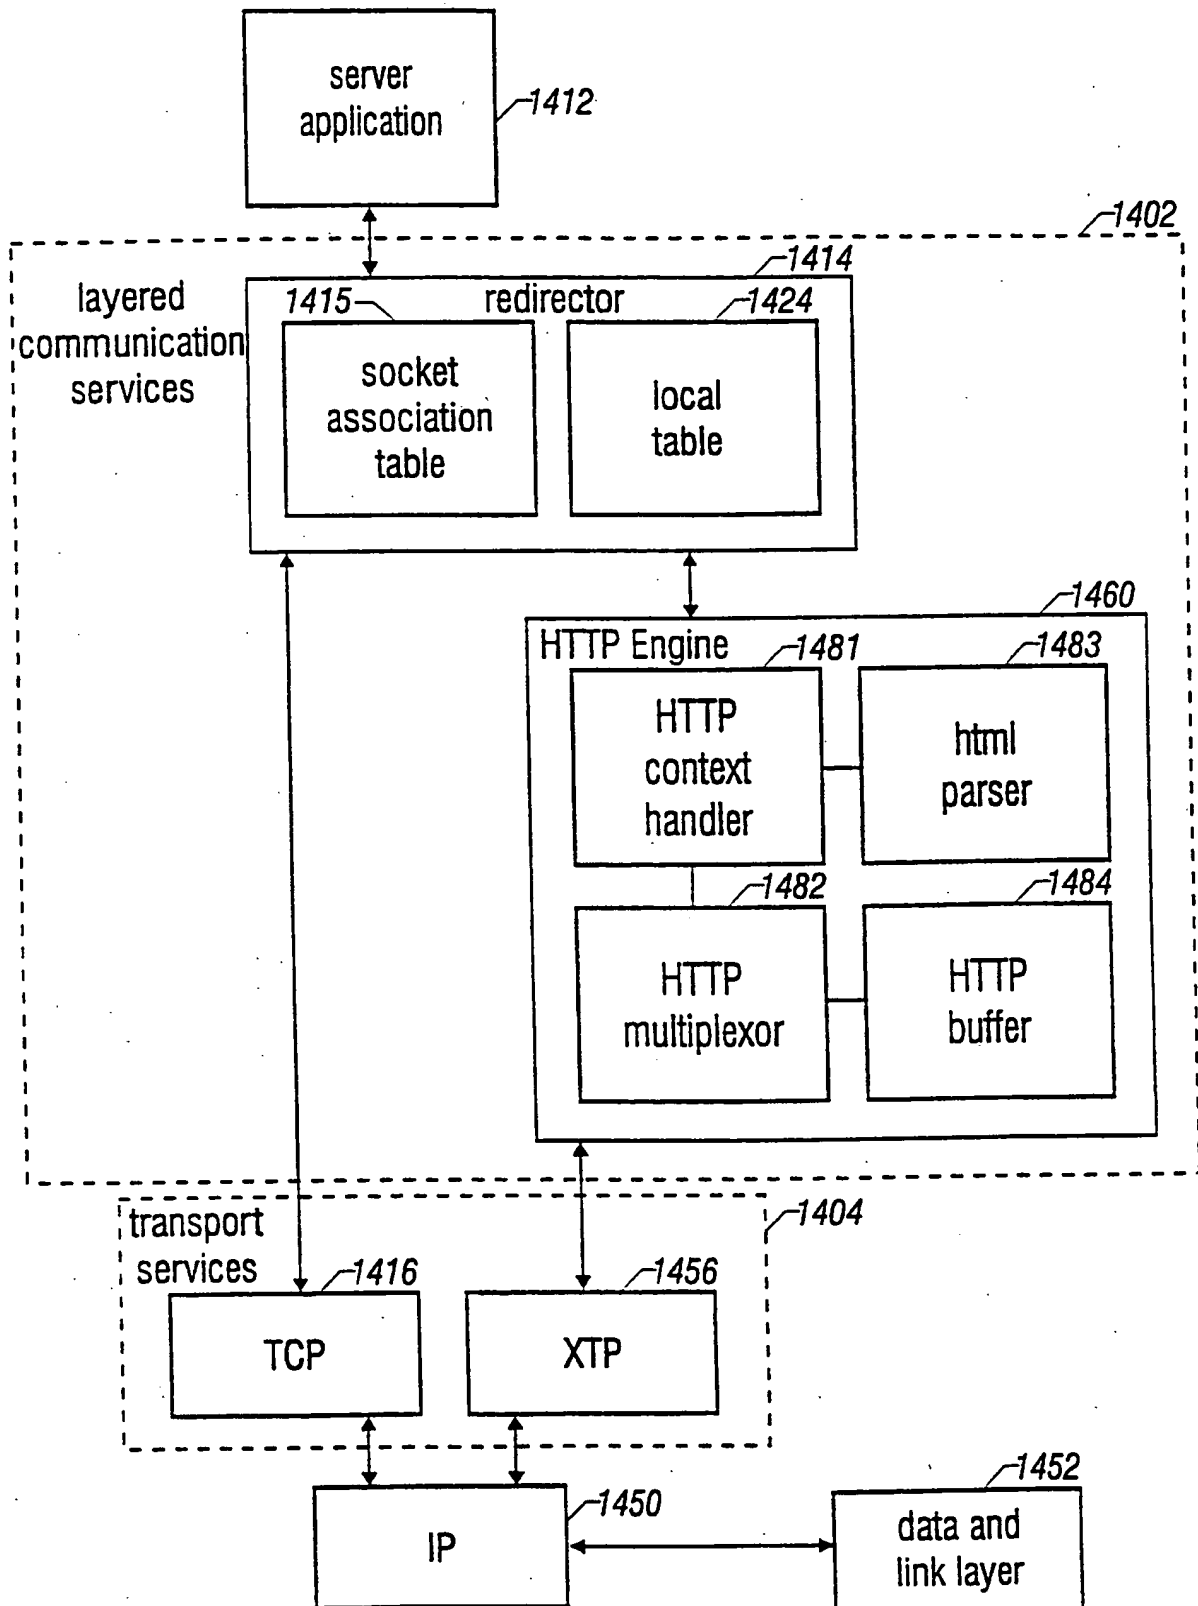 server
application
1412
1402
layered
communication
services
1414
redirector
1415
1424
socket
association
table
local
table
1460
HTTP Engine
1481
1483
HTTP
context
handler
html
parser
1482
1484
HTTP
multiplexor
HTTP
buffer
transport
services
1404
1416
1456
TCP
XTP
1450
1452
IP
data and
link layer